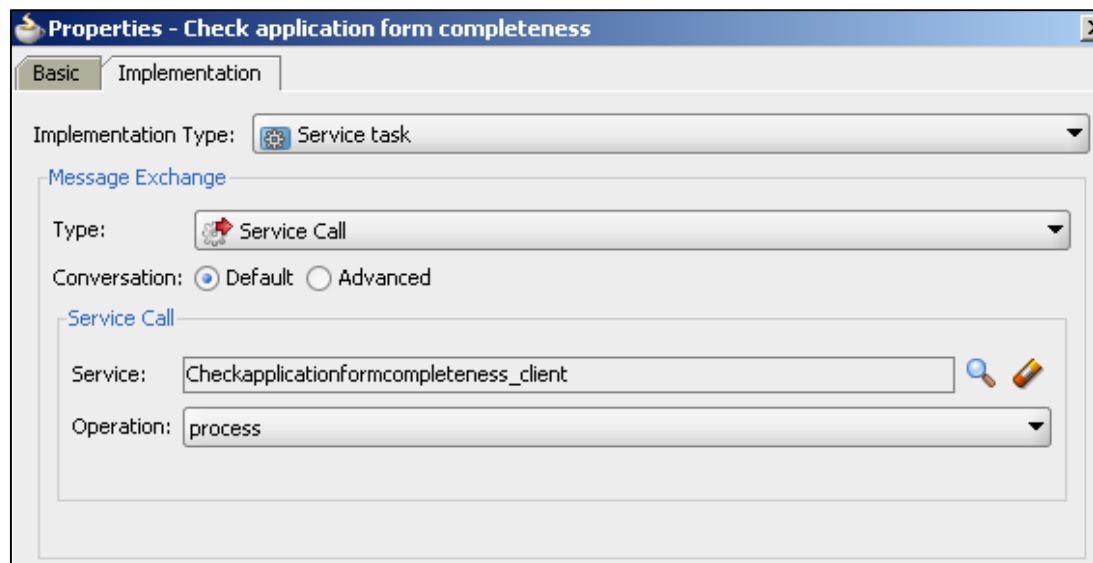 Properties - Check application form completeness
Basic Implementation
Implementation Type: Service task
Message Exchange
Type: Service Call
Conversation: Default Advanced
Service Call
Service: Checkapplicationformcompleteness_client
Operation: process